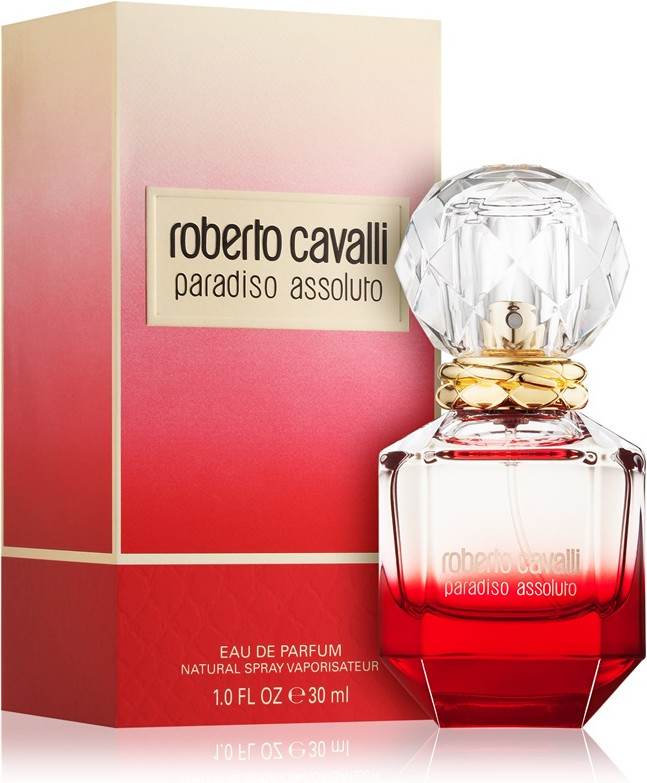 roberto cavalli
paradiso assoluto
EAU DE PARFUM
NATURAL SPRAY VAPORISATEUR
1.0 FL OZ ℮ 30 ml
roberto cavalli
paradiso assoluto